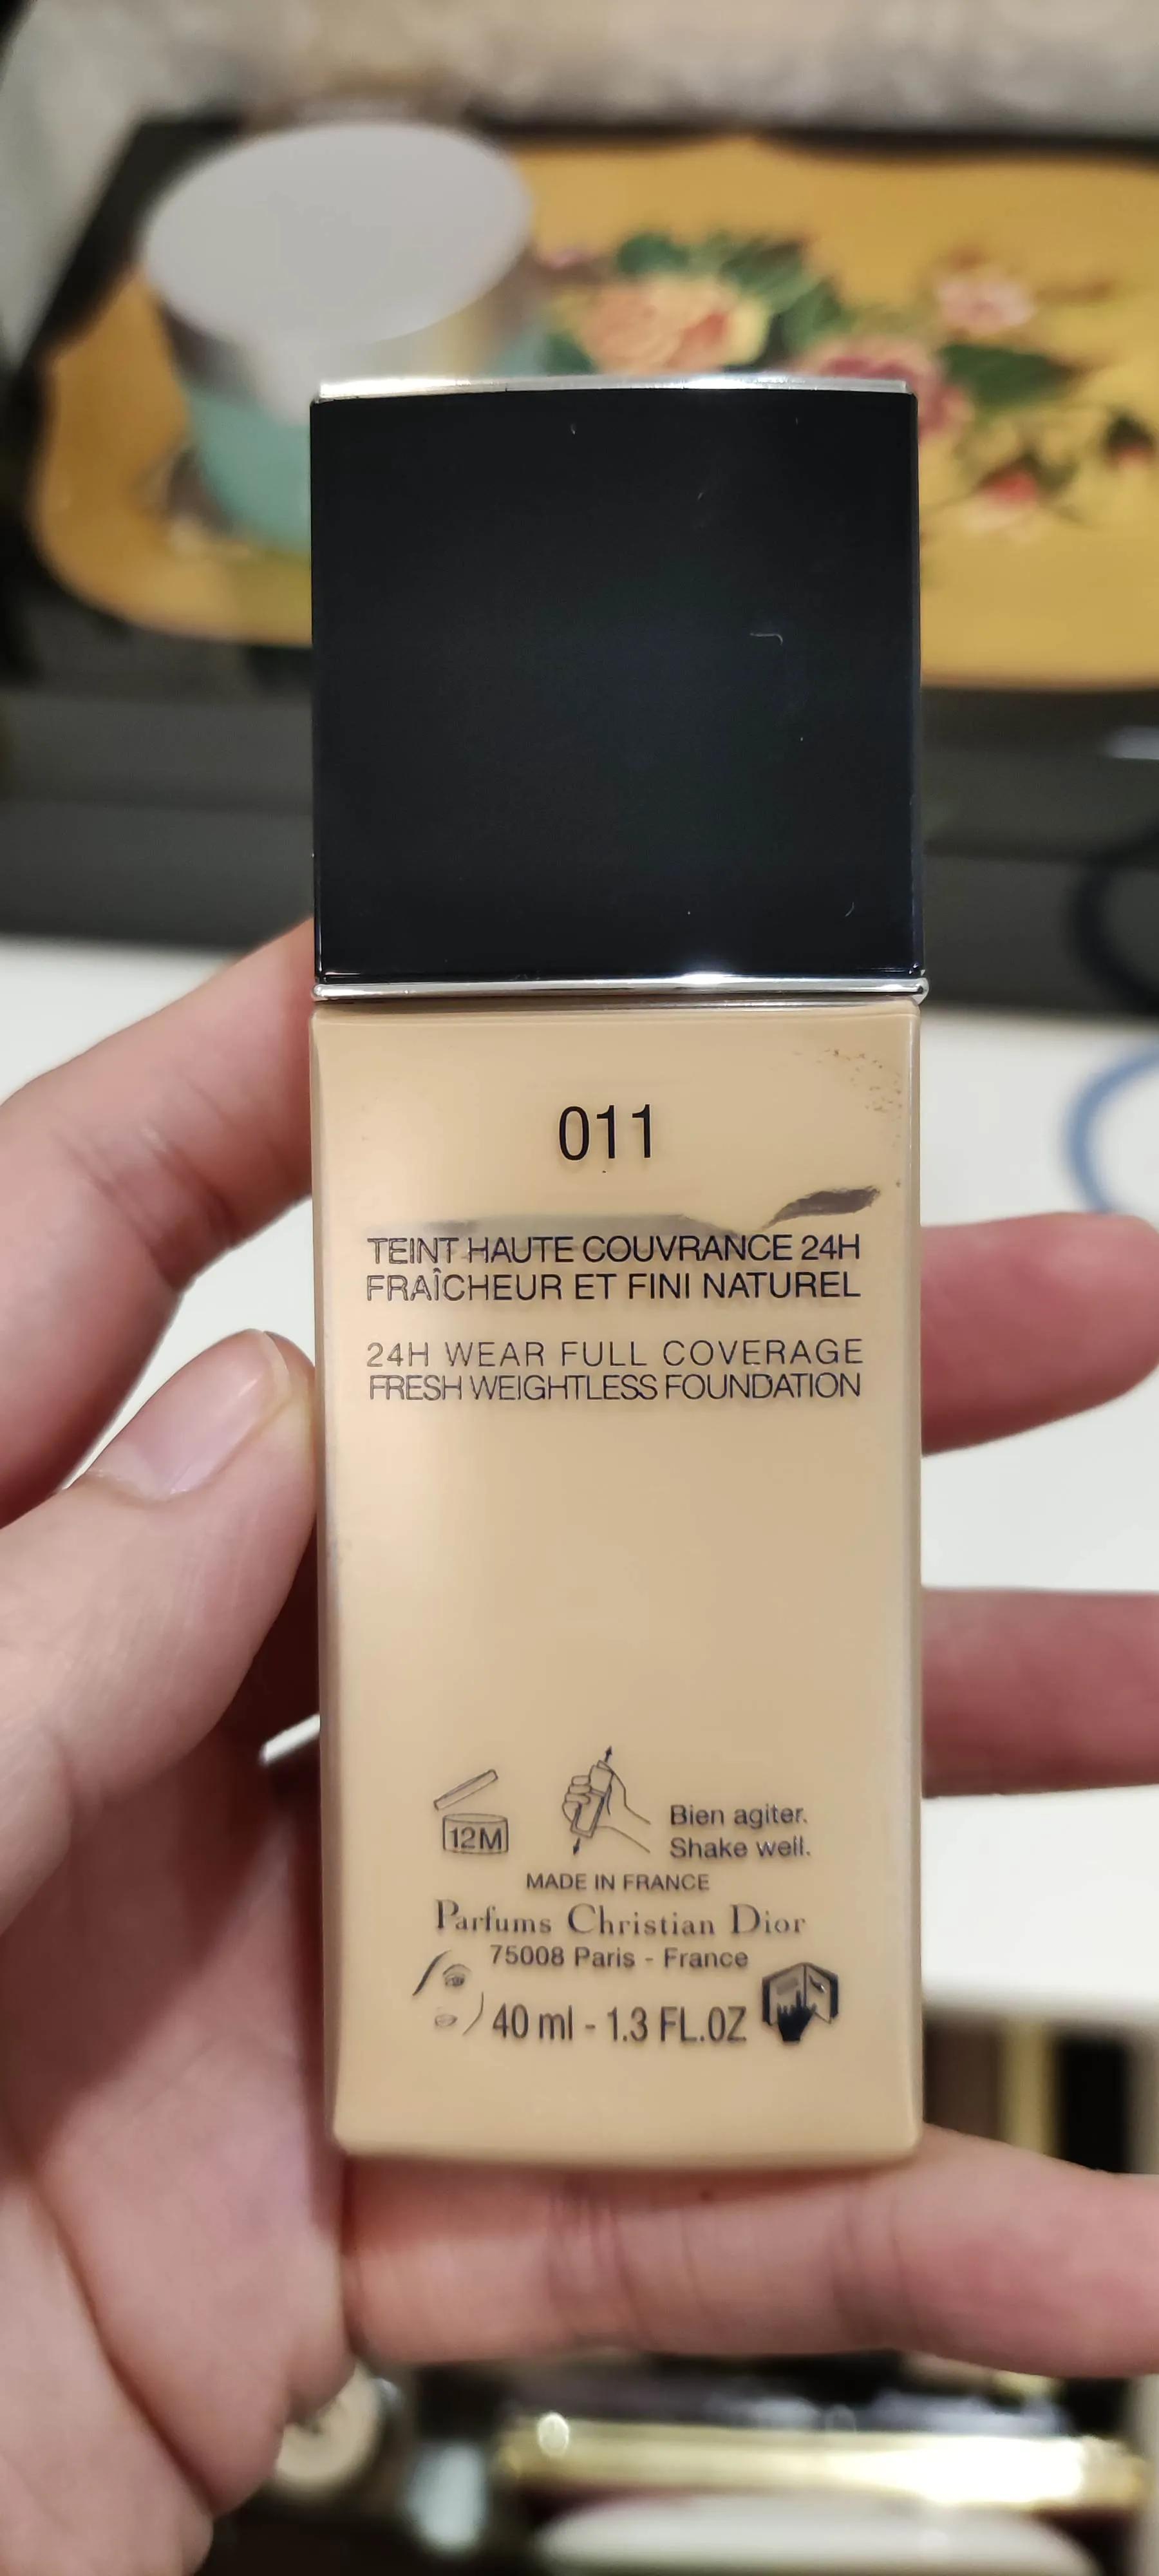 011
TEINT HAUTE COUVRANCE 24H
FRAÎCHEUR ET FINI NATUREL
24H WEAR FULL COVERAGE
FRESH WEIGHTLESS FOUNDATION
12M
Bien agiter.
Shake well.
MADE IN FRANCE
Parfums Christian Dior
75008 Paris - France
40 ml - 1.3 FL.OZ